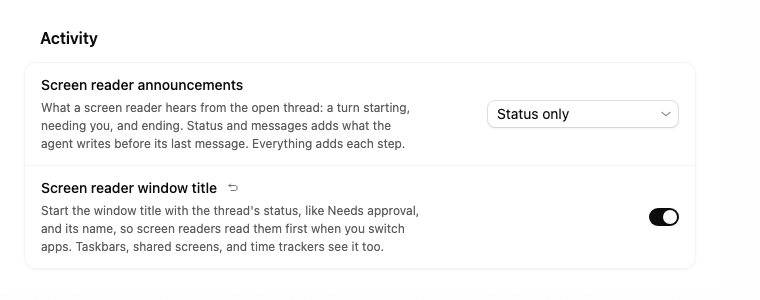 Activity
Screen reader announcements
What a screen reader hears from the open thread: a turn starting,
needing you, and ending. Status and messages adds what the
agent writes before its last message. Everything adds each step.
Status only
Screen reader window title
Start the window title with the thread's status, like Needs approval,
and its name, so screen readers read them first when you switch
apps. Taskbars, shared screens, and time trackers see it too.